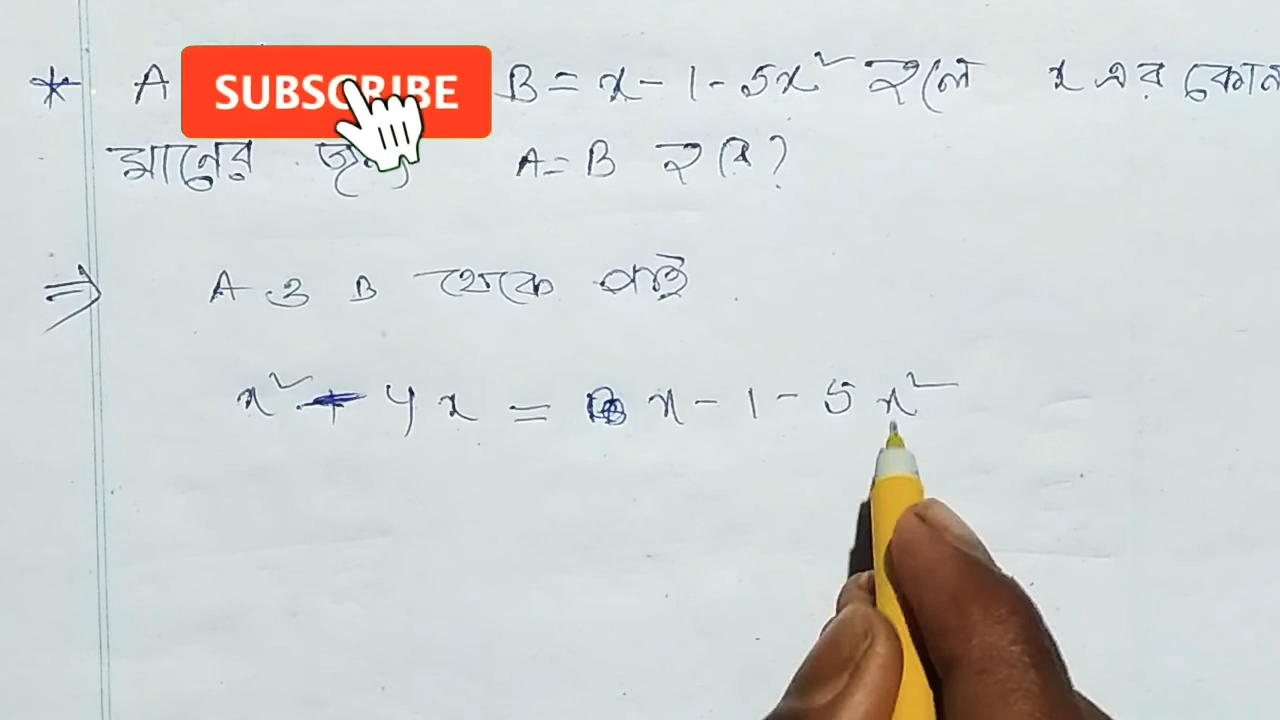 * A SUBSCRIBE B = x - 1 - 5x² হলে x এর কোন
মানের জন্য A = B হবে?
⇒ A ও B থেকে পাই
x² + 4x = x - 1 - 5x²